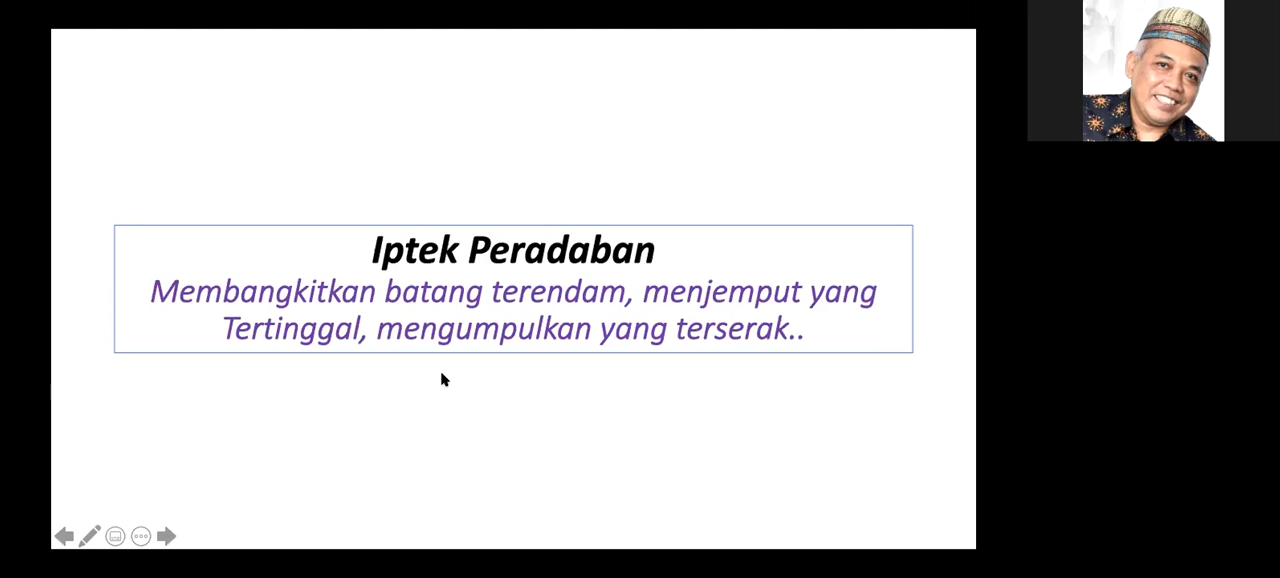 Iptek Peradaban
Membangkitkan batang terendam, menjemput yang
Tertinggal, mengumpulkan yang terserak..